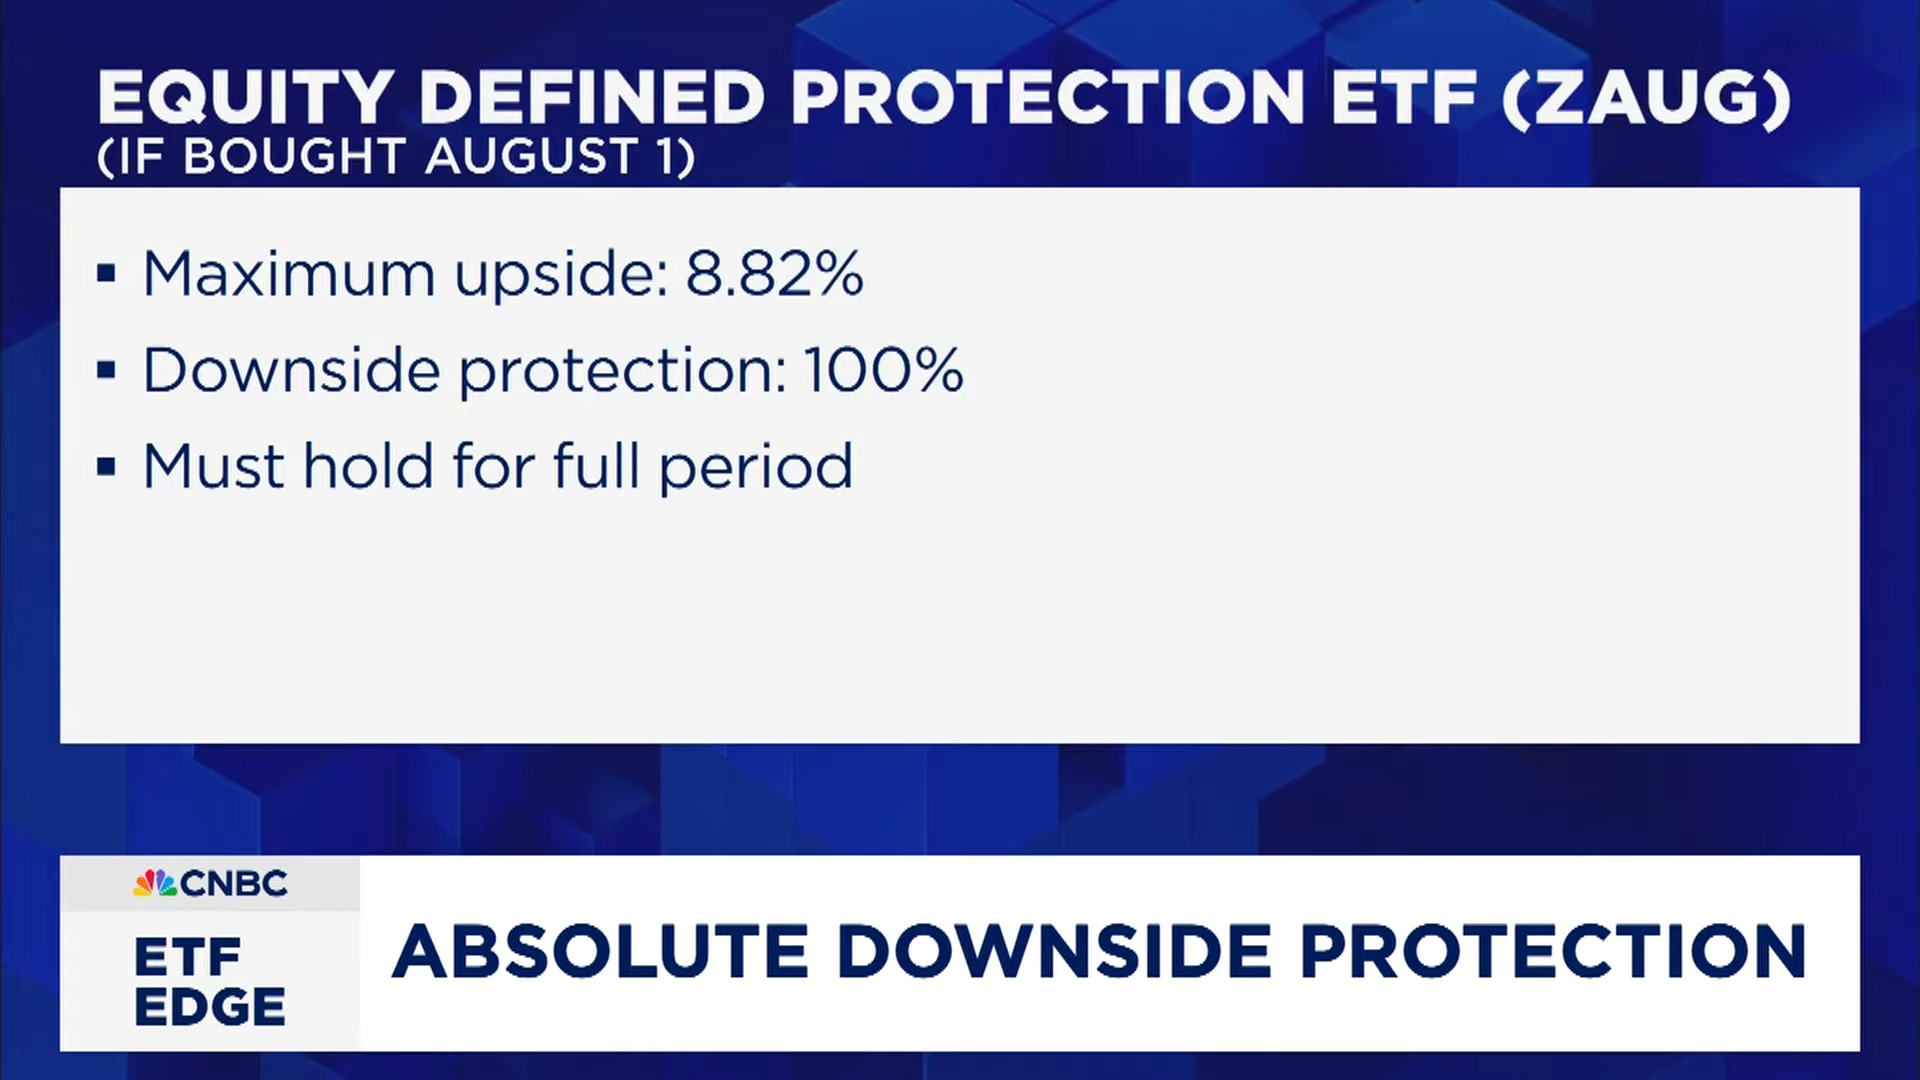 EQUITY DEFINED PROTECTION ETF (ZAUG)
(IF BOUGHT AUGUST 1)
▪ Maximum upside: 8.82%
▪ Downside protection: 100%
▪ Must hold for full period
CNBC
ETF
EDGE
ABSOLUTE DOWNSIDE PROTECTION